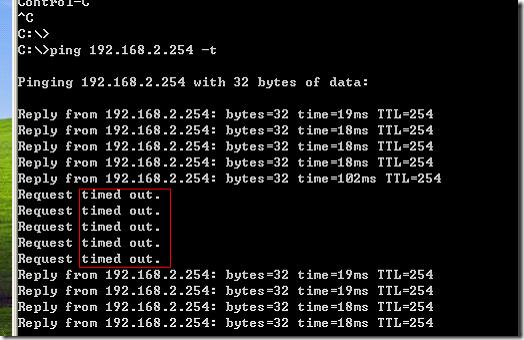 Control-C
^C
C:\>
C:\>ping 192.168.2.254 -t
Pinging 192.168.2.254 with 32 bytes of data:
Reply from 192.168.2.254: bytes=32 time=19ms TTL=254
Reply from 192.168.2.254: bytes=32 time=18ms TTL=254
Reply from 192.168.2.254: bytes=32 time=18ms TTL=254
Reply from 192.168.2.254: bytes=32 time=18ms TTL=254
Reply from 192.168.2.254: bytes=32 time=102ms TTL=254
Request timed out.
Request timed out.
Request timed out.
Request timed out.
Request timed out.
Reply from 192.168.2.254: bytes=32 time=19ms TTL=254
Reply from 192.168.2.254: bytes=32 time=19ms TTL=254
Reply from 192.168.2.254: bytes=32 time=18ms TTL=254
Reply from 192.168.2.254: bytes=32 time=18ms TTL=254